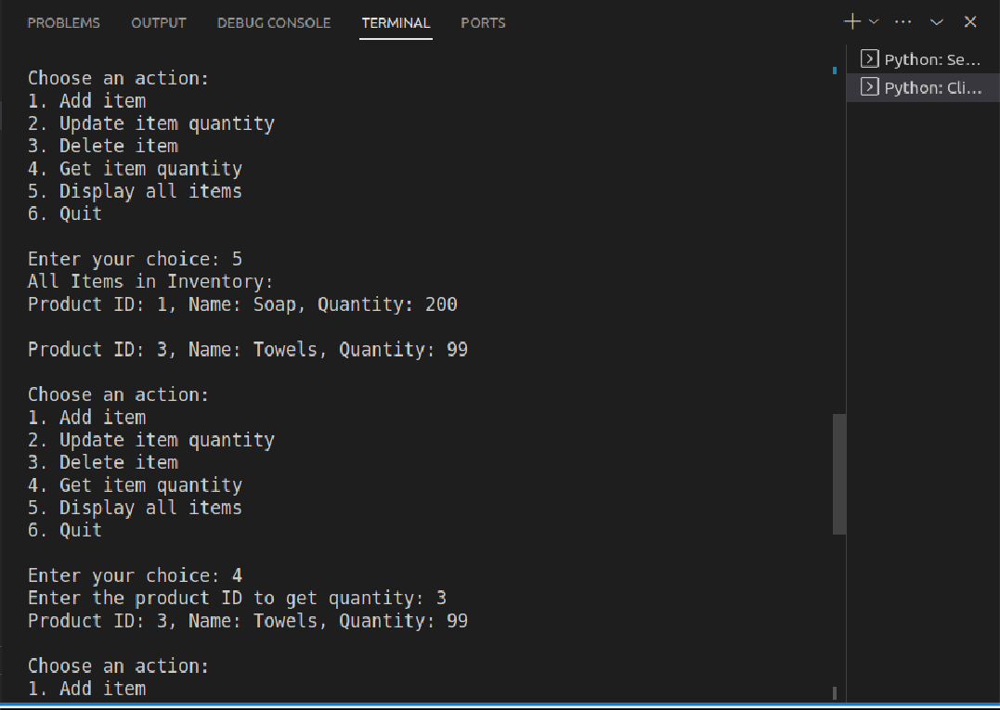 PROBLEMS OUTPUT DEBUG CONSOLE TERMINAL PORTS
Python: Se...
Python: Cli...
Choose an action:
1. Add item
2. Update item quantity
3. Delete item
4. Get item quantity
5. Display all items
6. Quit
Enter your choice: 5
All Items in Inventory:
Product ID: 1, Name: Soap, Quantity: 200
Product ID: 3, Name: Towels, Quantity: 99
Choose an action:
1. Add item
2. Update item quantity
3. Delete item
4. Get item quantity
5. Display all items
6. Quit
Enter your choice: 4
Enter the product ID to get quantity: 3
Product ID: 3, Name: Towels, Quantity: 99
Choose an action:
1. Add item